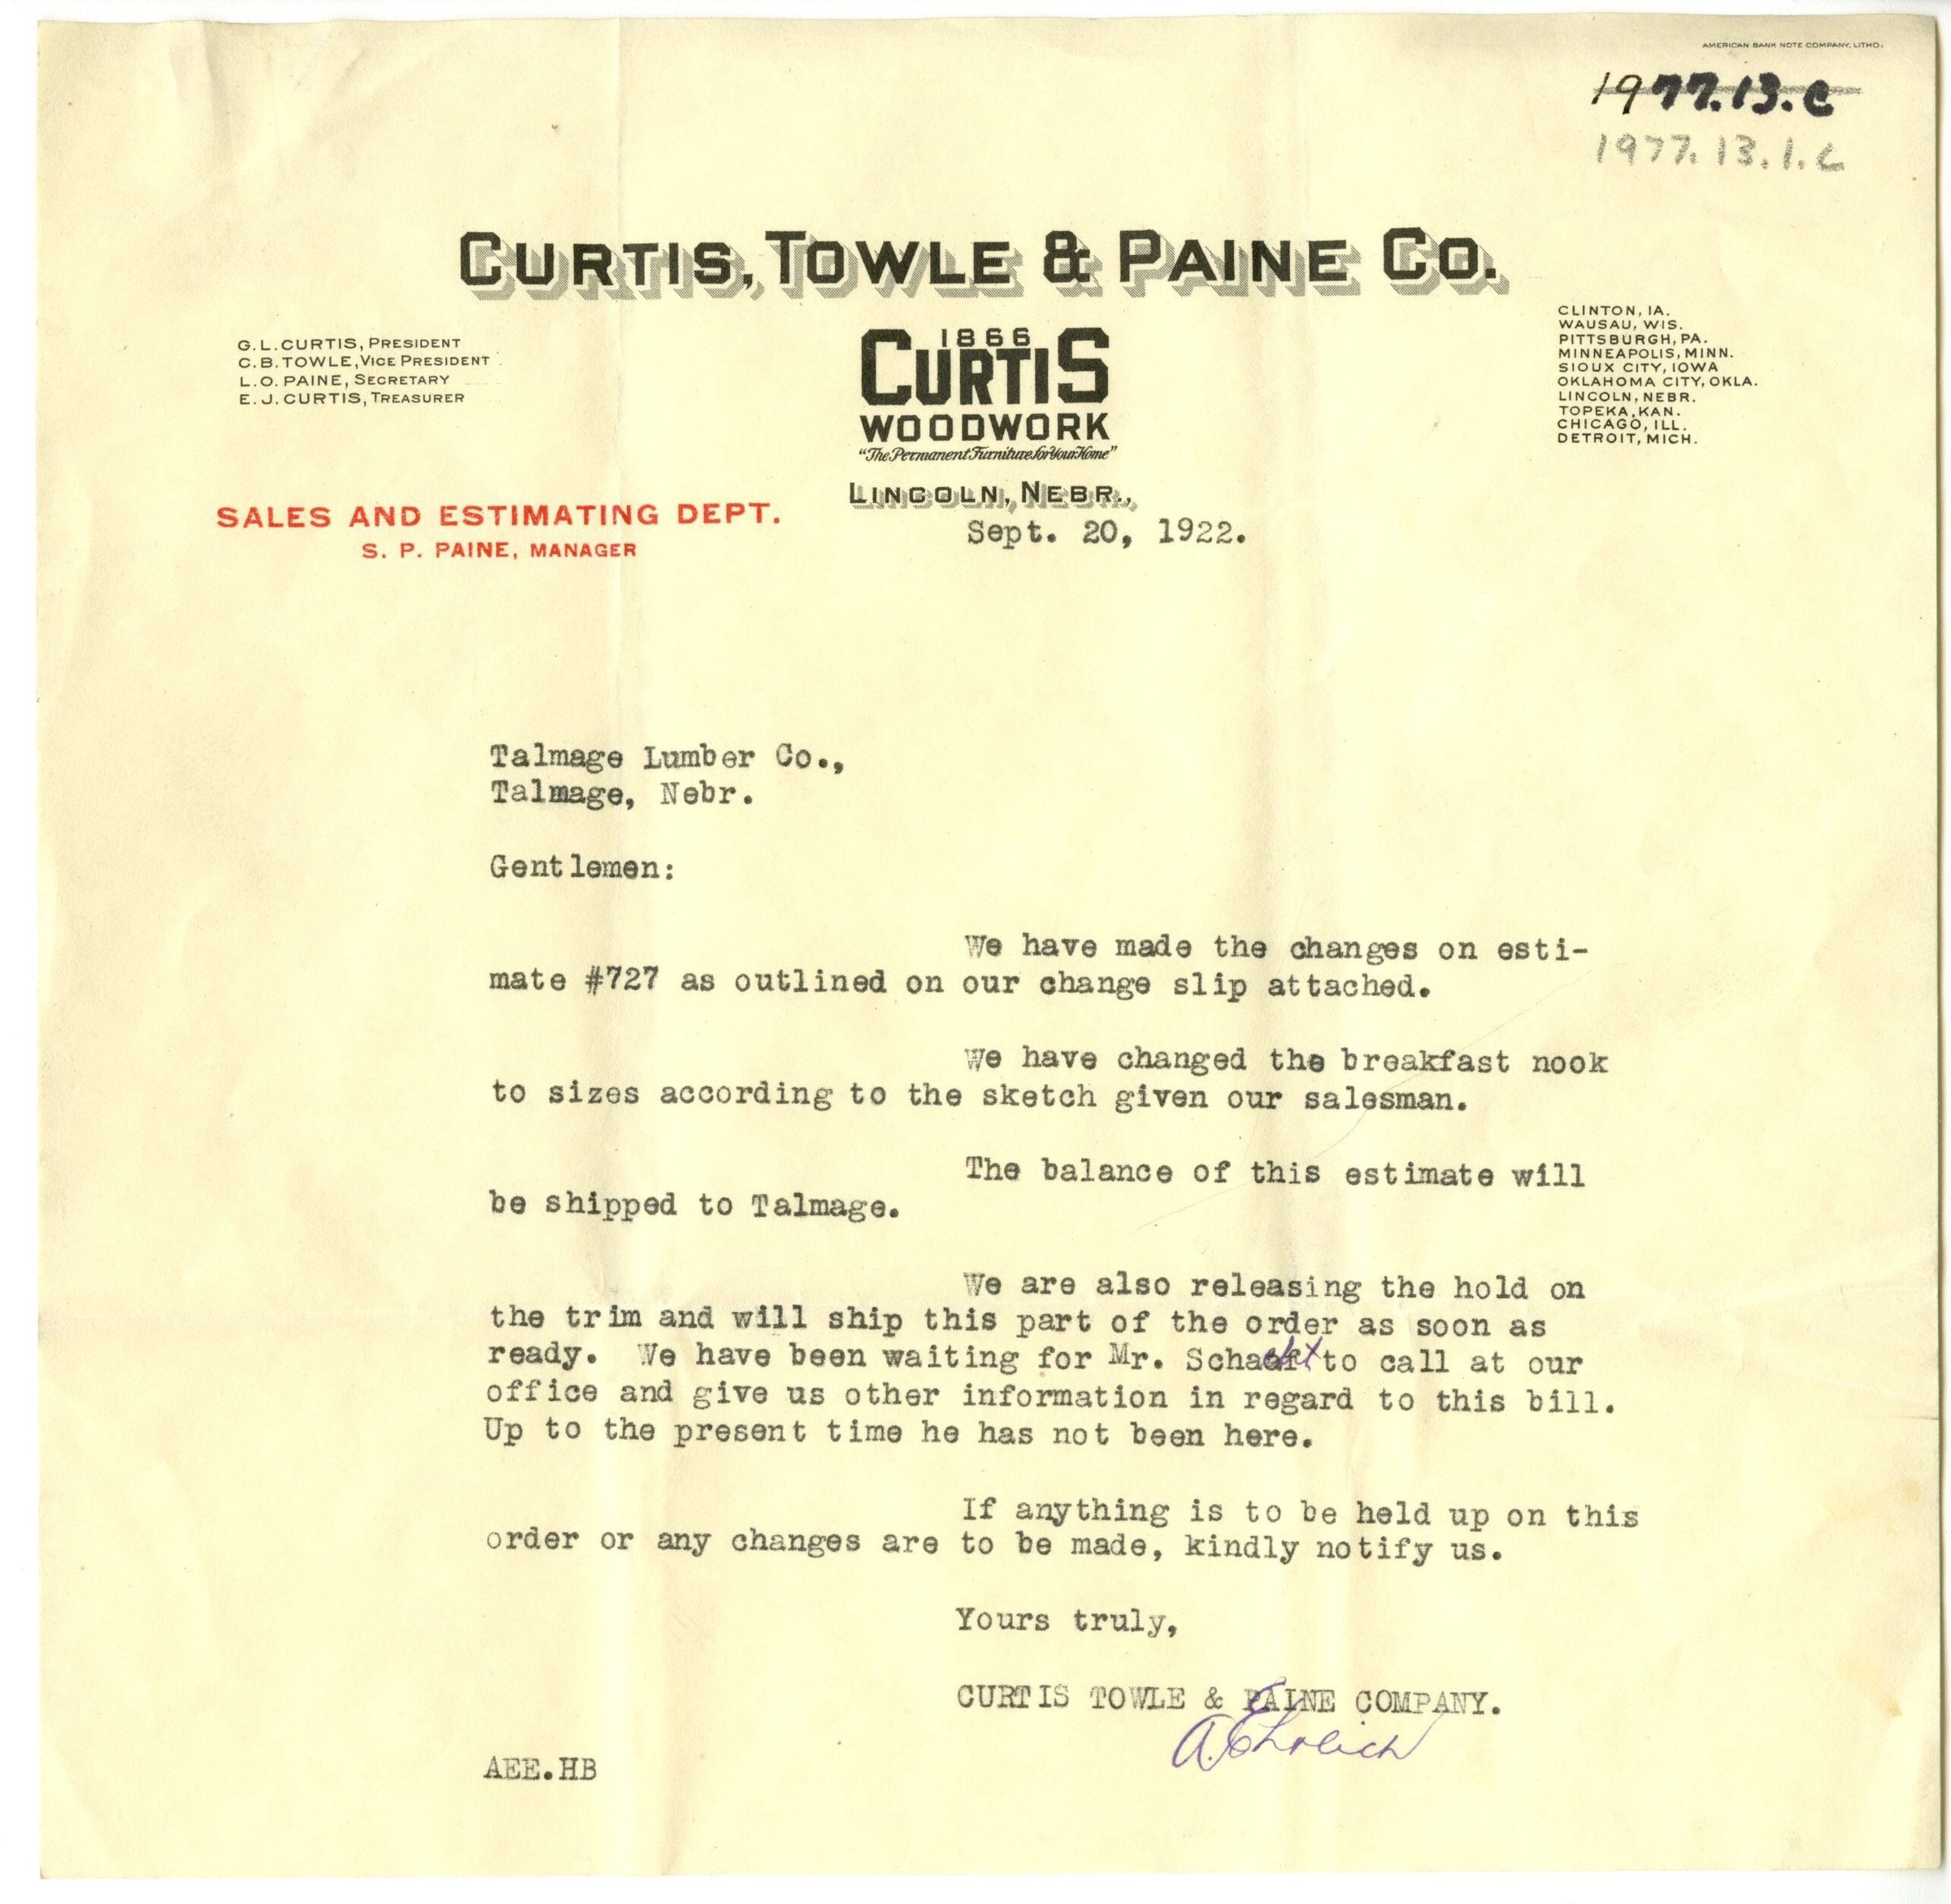 AMERICAN BANK NOTE COMPANY, LITHO.
1977.13.C
1977.13.1.C
CURTIS, TOWLE & PAINE CO.
G. L. CURTIS, PRESIDENT
C. B. TOWLE, VICE PRESIDENT
L. O. PAINE, SECRETARY
E. J. CURTIS, TREASURER
1866
CURTIS
WOODWORK
"The Permanent Furniture for Your Home"
CLINTON, IA.
WAUSAU, WIS.
PITTSBURGH, PA.
MINNEAPOLIS, MINN.
SIOUX CITY, IOWA
OKLAHOMA CITY, OKLA.
LINCOLN, NEBR.
TOPEKA, KAN.
CHICAGO, ILL.
DETROIT, MICH.
SALES AND ESTIMATING DEPT.
S. P. PAINE, MANAGER
LINCOLN, NEBR.,
Sept. 20, 1922.
Talmage Lumber Co.,
Talmage, Nebr.
Gentlemen:
We have made the changes on esti-
mate #727 as outlined on our change slip attached.
We have changed the breakfast nook
to sizes according to the sketch given our salesman.
The balance of this estimate will
be shipped to Talmage.
We are also releasing the hold on
the trim and will ship this part of the order as soon as
ready. We have been waiting for Mr. to call at our
office and give us other information in regard to this bill.
Up to the present time he has not been here.
If anything is to be held up on this
order or any changes are to be made, kindly notify us.
Yours truly,
CURTIS TOWLE & PAINE COMPANY.
A. Ehrlich
AEE.HB